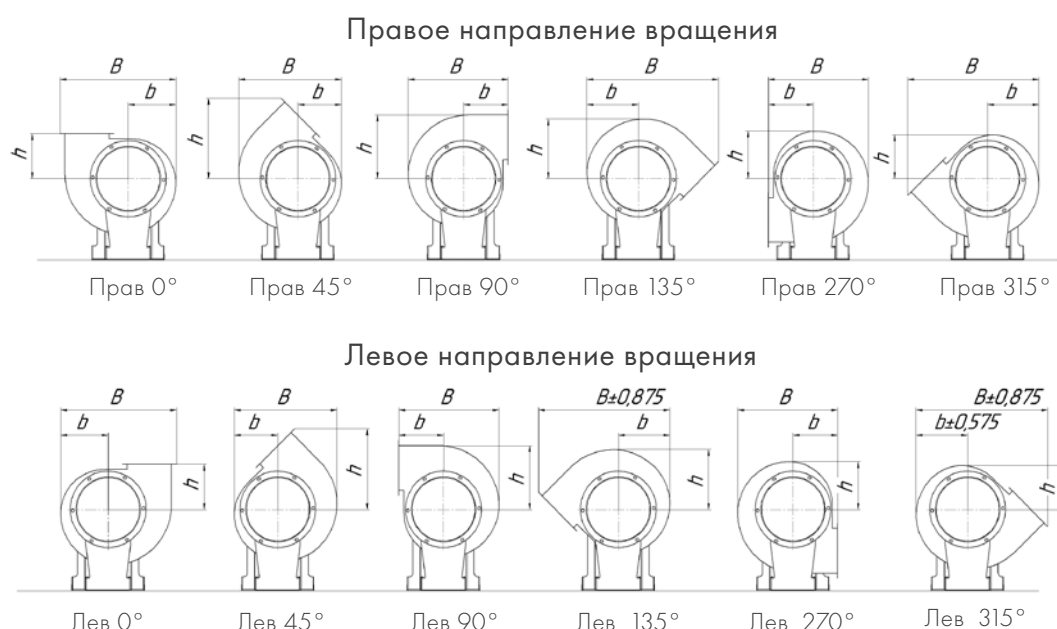 Правое направление вращения
B B B B B B
b b b b b b
h h h h h h
Прав 0° Прав 45° Прав 90° Прав 135° Прав 270° Прав 315°
Левое направление вращения
B B B B±0,875 B B±0,875
b b b b b b±0,575
h h h h h h
Лев 0° Лев 45° Лев 90° Лев 135° Лев 270° Лев 315°